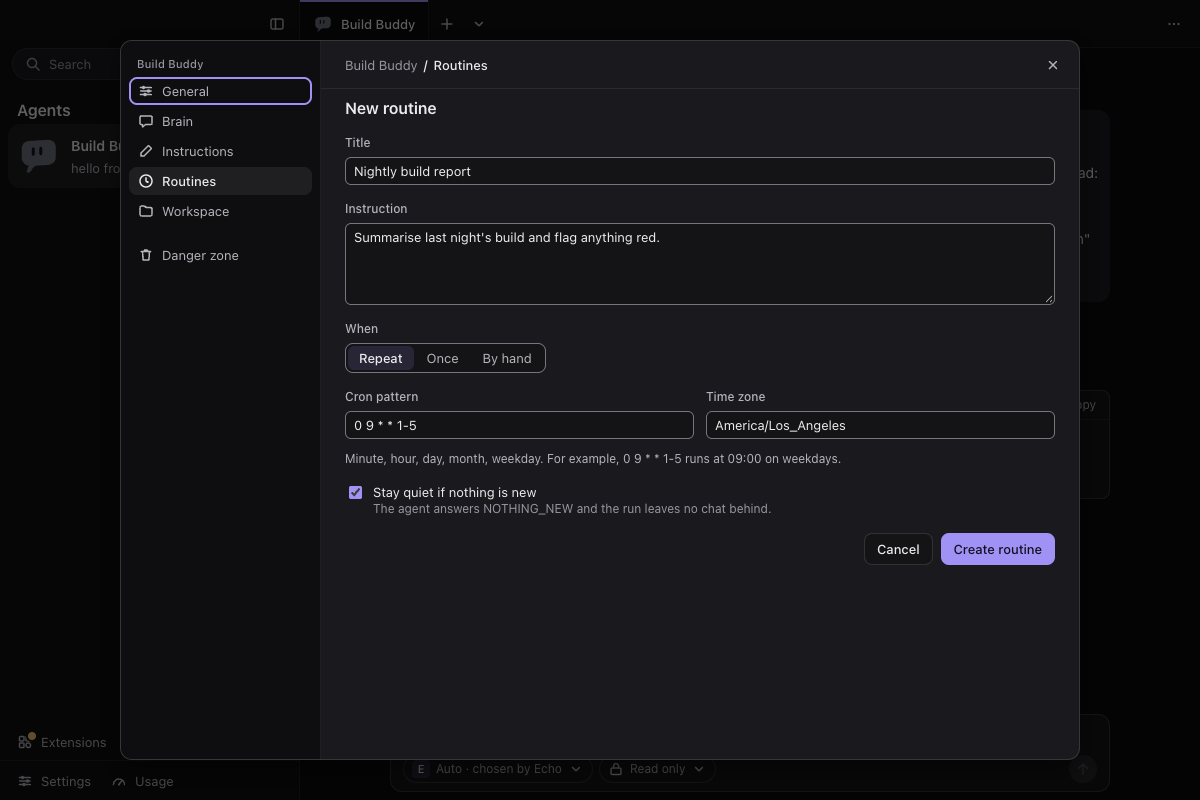 Build Buddy
Search
Agents
Build Bu
hello fro
Extensions
Settings
Usage
Build Buddy
General
Brain
Instructions
Routines
Workspace
Danger zone
Build Buddy / Routines
New routine
Title
Nightly build report
Instruction
Summarise last night's build and flag anything red.
When
Repeat Once By hand
Cron pattern
0 9 * * 1-5
Time zone
America/Los_Angeles
Minute, hour, day, month, weekday. For example, 0 9 * * 1-5 runs at 09:00 on weekdays.
Stay quiet if nothing is new
The agent answers NOTHING_NEW and the run leaves no chat behind.
Cancel
Create routine
ad:
E Auto · chosen by Echo
Read only